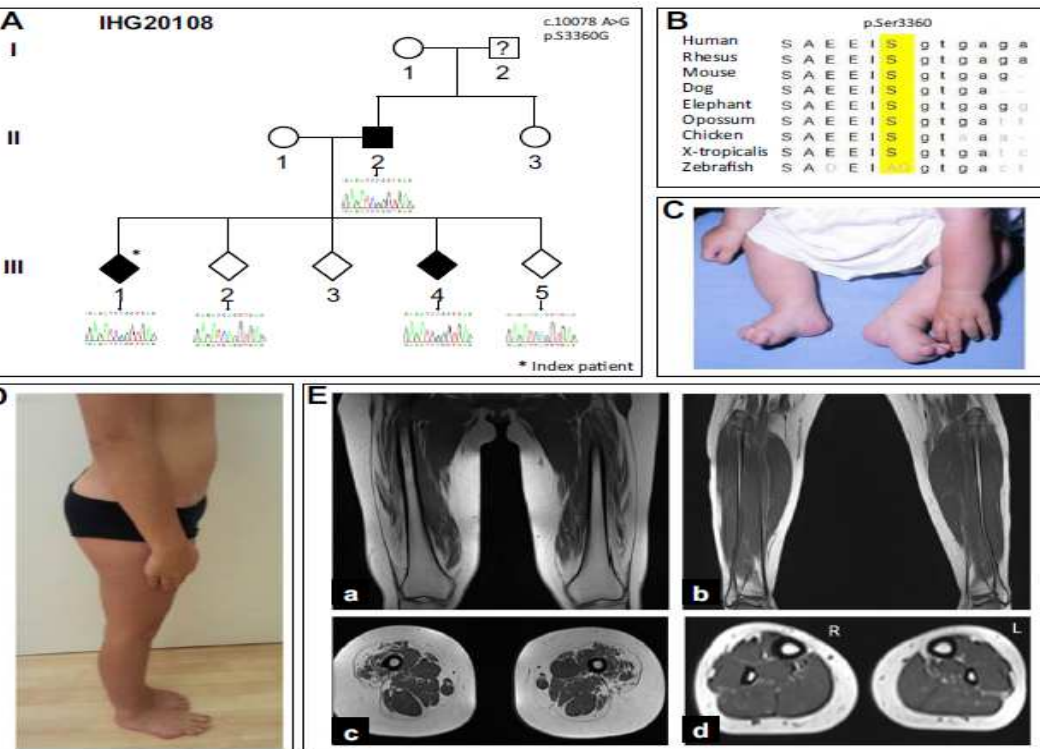 A IHG20108
c.10078 A>G
p.S3360G
I
?
1 2
II
1 2 3
III
*
1 2 3 4 5
* Index patient
B
p.Ser3360
Human S A E E I S g t g a g a
Rhesus S A E E I S g t g a g a
Mouse S A E E I S g t g a g -
Dog S A E E I S g t g a - -
Elephant S A E E I S g t g a g g
Opossum S A E E I S g t g a t t
Chicken S A E E I S g t a a a -
X-tropicalis S A E E I S g t g a t c
Zebrafish S A D E I AG g t g a c t
C
D
E
a
b
c
R L
d